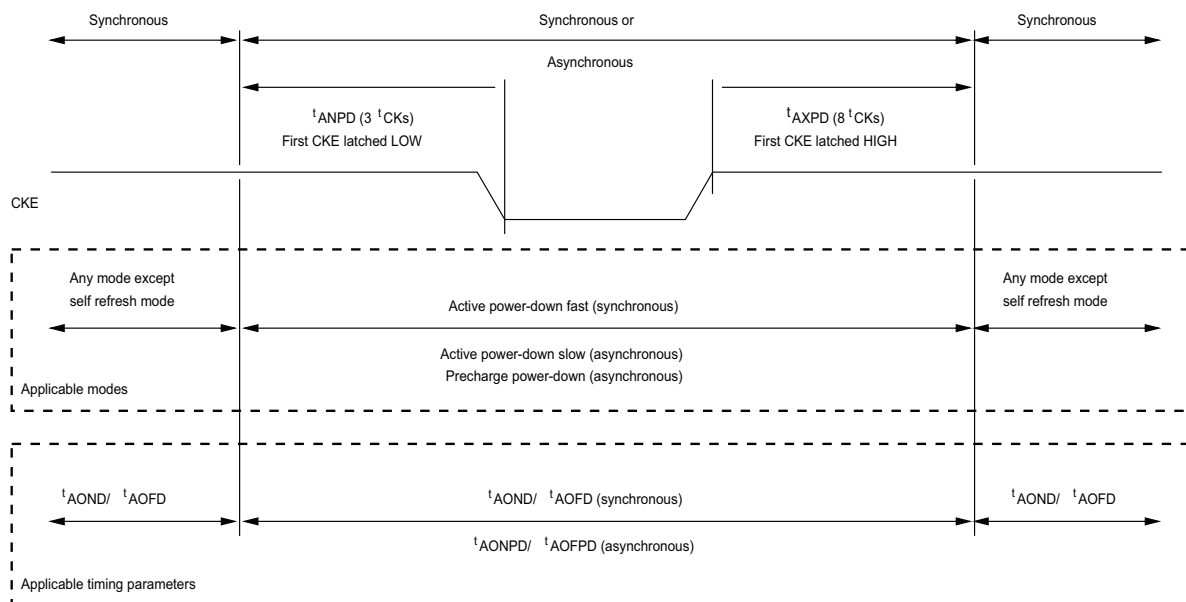 Synchronous
Synchronous or
Synchronous
Asynchronous
tANPD (3 tCKs)
First CKE latched LOW
tAXPD (8 tCKs)
First CKE latched HIGH
CKE
Any mode except
self refresh mode
Active power-down fast (synchronous)
Any mode except
self refresh mode
Active power-down slow (asynchronous)
Precharge power-down (asynchronous)
Applicable modes
tAOND/ tAOFD
tAOND/ tAOFD (synchronous)
tAOND/ tAOFD
tAONPD/ tAOFPD (asynchronous)
Applicable timing parameters